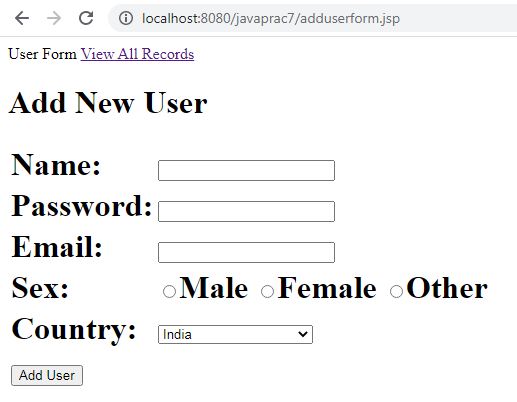 localhost:8080/javaprac7/adduserform.jsp
User Form View All Records
Add New User
Name:
Password:
Email:
Sex: Male Female Other
Country: India
Add User